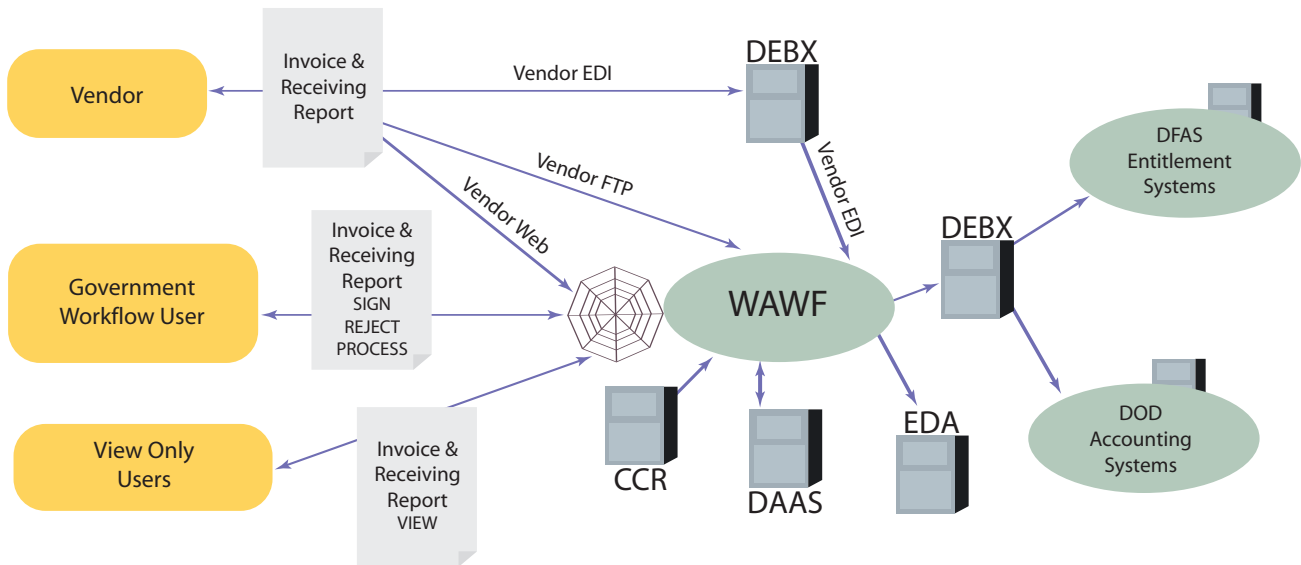 Vendor
Invoice &
Receiving
Report
Vendor EDI
DEBX
Vendor FTP
Vendor Web
Vendor EDI
DFAS
Entitlement
Systems
Government
Workflow User
Invoice &
Receiving
Report
SIGN
REJECT
PROCESS
WAWF
DEBX
View Only
Users
Invoice &
Receiving
Report
VIEW
CCR
DAAS
EDA
DOD
Accounting
Systems